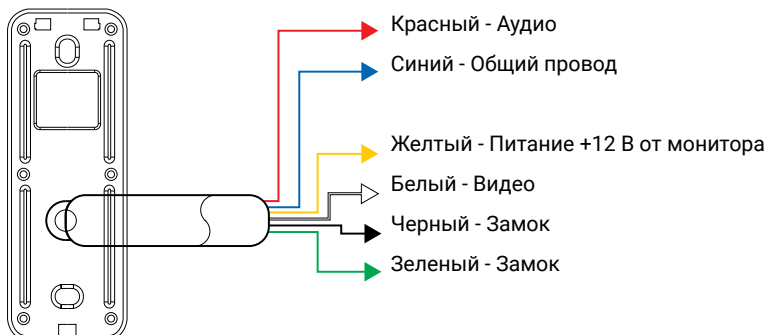 Красный - Аудио
Синий - Общий провод
Желтый - Питание +12 В от монитора
Белый - Видео
Черный - Замок
Зеленый - Замок